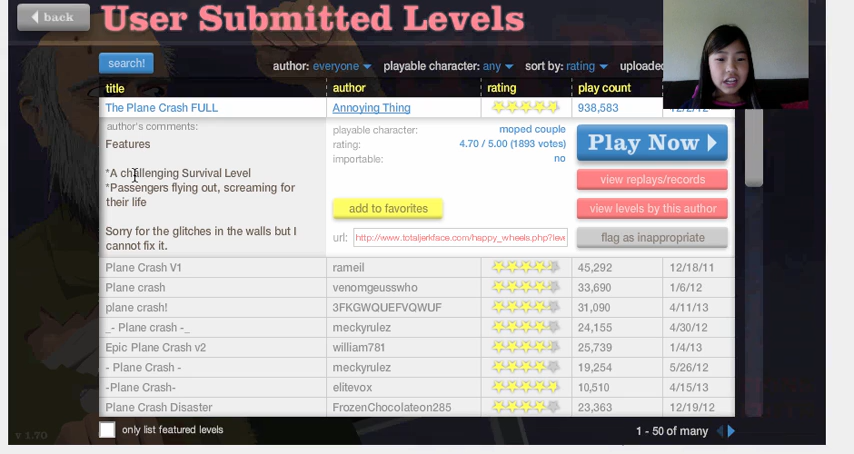 back
User Submitted Levels
search!
author: everyone playable character: any sort by: rating uploaded
title author rating play count
The Plane Crash FULL Annoying Thing 938,583
author's comments:
Features
*A challenging Survival Level
*Passengers flying out, screaming for
their life
Sorry for the glitches in the walls but I
cannot fix it.
playable character: moped couple
rating: 4.70 / 5.00 (1893 votes)
importable: no
add to favorites
url: http://www.totaljerkface.com/happy_wheels.php?lev
Play Now
view replays/records
view levels by this author
flag as inappropriate
Plane Crash V1 rameil 45,292 12/18/11
Plane crash venomgeusswho 33,690 1/6/12
plane crash! 3FKGWQUEFVQWUF 31,090 4/11/13
_- Plane crash -_ meckyrulez 24,155 4/30/12
Epic Plane Crash v2 william781 25,739 1/4/13
- Plane Crash - meckyrulez 19,254 5/26/12
-Plane Crash- elitevox 10,510 4/15/13
Plane Crash Disaster FrozenChocolateon285 23,363 12/19/12
v 1.70
only list featured levels
1 - 50 of many